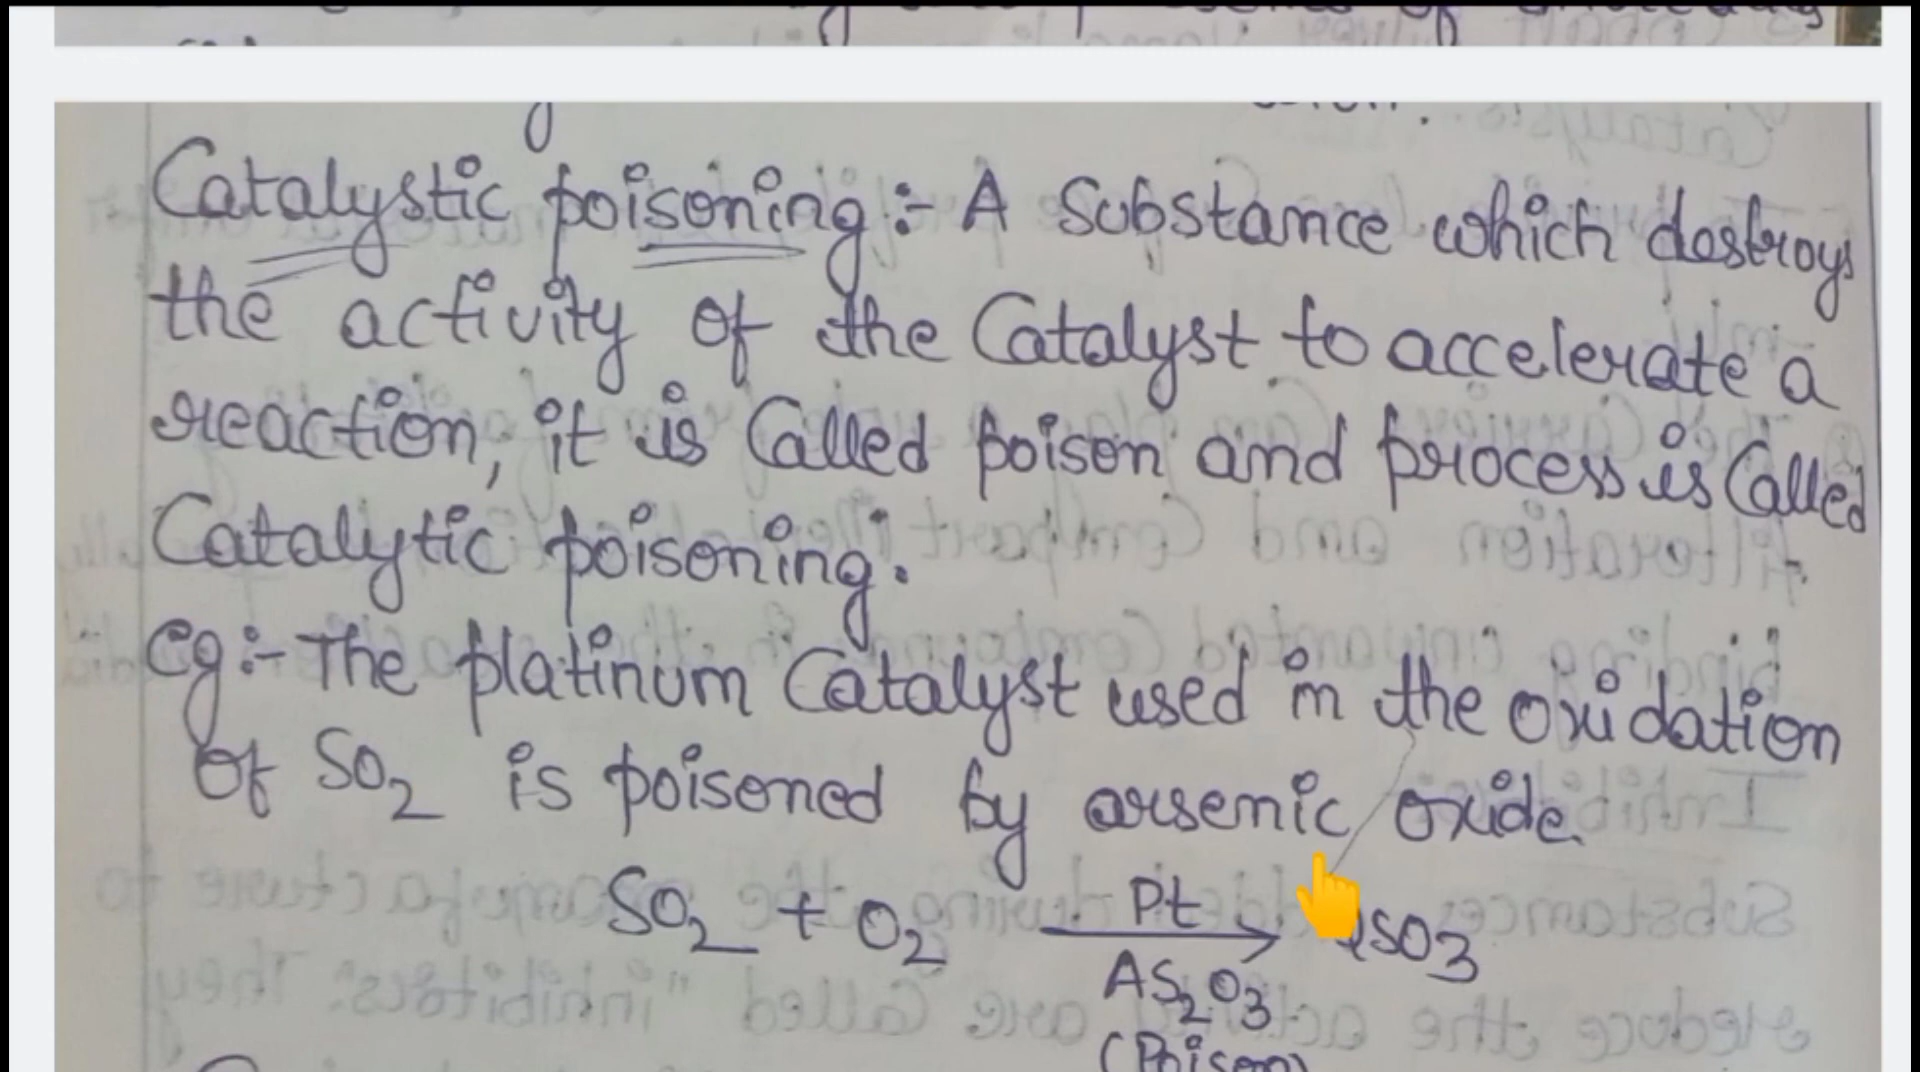 Catalystic poisoning :- A Substance which destroys
the activity of the Catalyst to accelerate a
reaction, it is Called poison and process is Called
Catalytic poisoning.
eg:- The platinum Catalyst used in the oxidation
of SO2 is poisoned by arsenic oxide.
SO2 + O2 Pt SO3
AS2O3
(Poison)